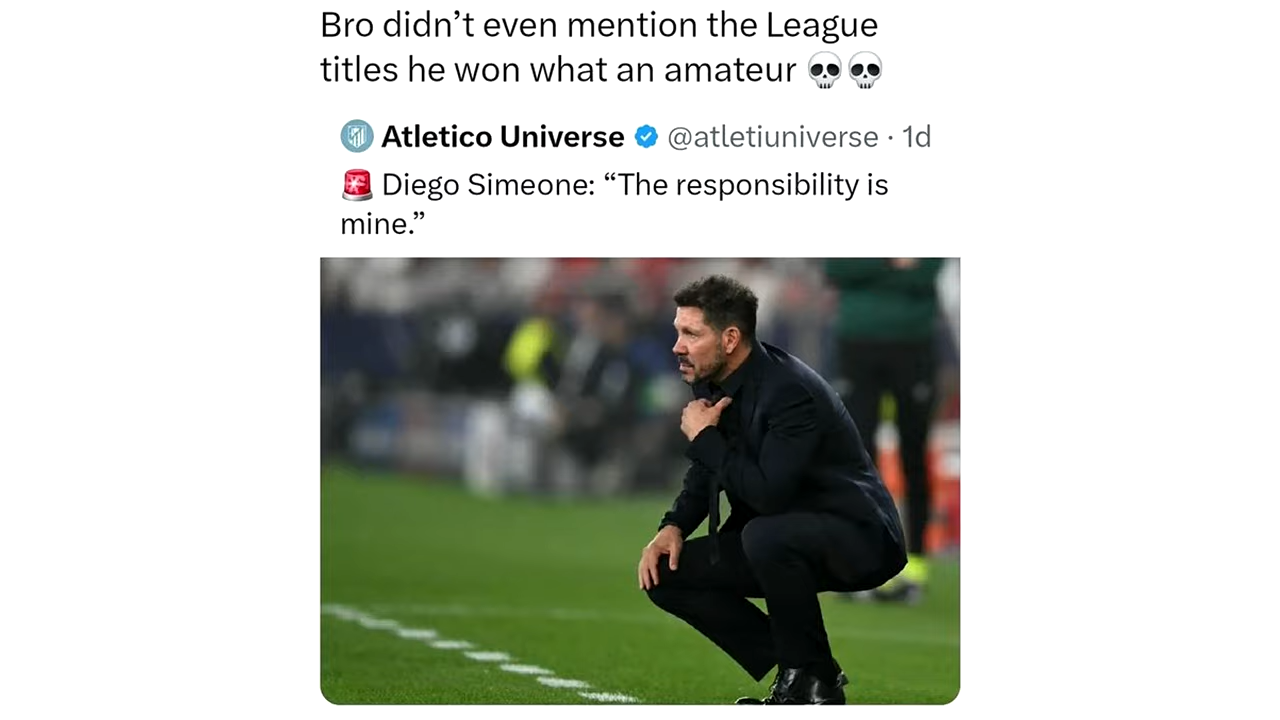 Bro didn’t even mention the League
titles he won what an amateur 💀💀
Atletico Universe @atletiuniverse · 1d
🚨 Diego Simeone: “The responsibility is
mine.”